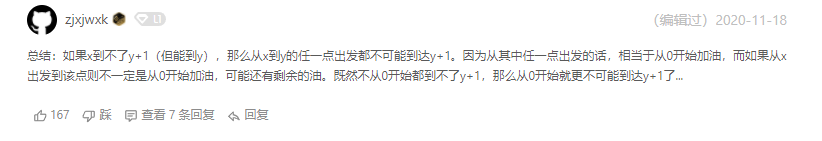 zjxjwxk L1 （编辑过）2020-11-18
总结：如果x到不了y+1（但能到y），那么从x到y的任一点出发都不可能到达y+1。因为从其中任一点出发的话，相当于从0开始加油，而如果从x
出发到该点则不一定是从0开始加油，可能还有剩余的油。既然不从0开始都到不了y+1，那么从0开始就更不可能到达y+1了...
167 踩 查看 7 条回复 回复